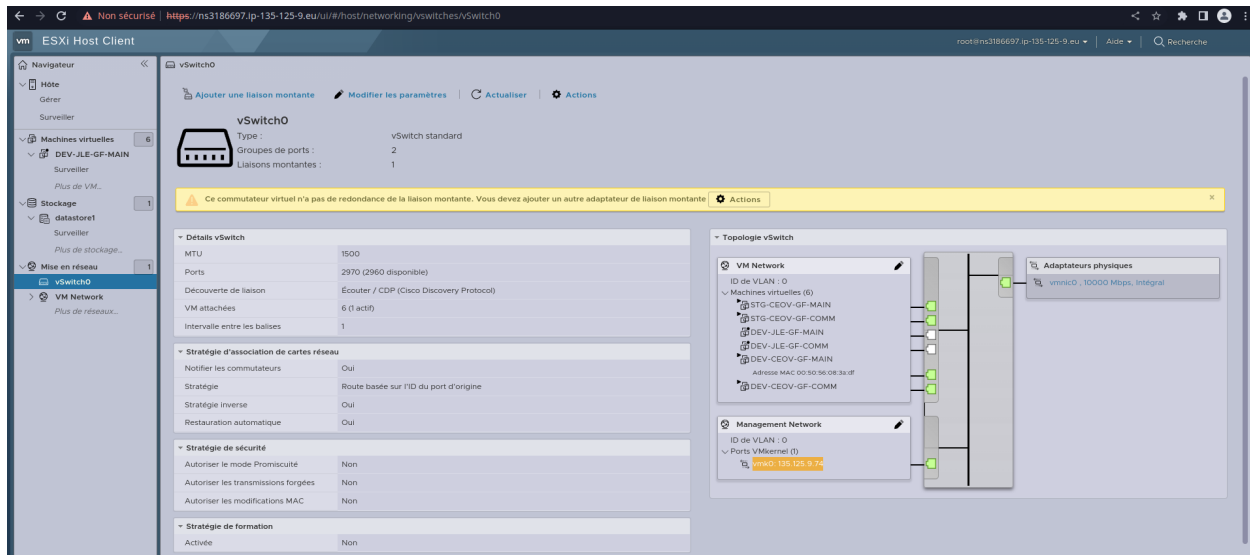 Non sécurisé https://ns3186697.ip-135-125-9.eu/ui/#/host/networking/vswitches/vSwitch0
vm ESXi Host Client
root@ns3186697.ip-135-125-9.eu Aide Recherche
Navigateur
Hôte
Gérer
Surveiller
Machines virtuelles 6
DEV-JLE-GF-MAIN
Surveiller
Plus de VM...
Stockage 1
datastore1
Surveiller
Plus de stockage...
Mise en réseau 1
vSwitch0
VM Network
Plus de réseaux...
vSwitch0
Ajouter une liaison montante Modifier les paramètres Actualiser Actions
vSwitch0
Type : vSwitch standard
Groupes de ports : 2
Liaisons montantes : 1
Ce commutateur virtuel n'a pas de redondance de la liaison montante. Vous devez ajouter un autre adaptateur de liaison montante Actions
Détails vSwitch
MTU 1500
Ports 2970 (2960 disponible)
Découverte de liaison Écouter / CDP (Cisco Discovery Protocol)
VM attachées 6 (1 actif)
Intervalle entre les balises 1
Stratégie d'association de cartes réseau
Notifier les commutateurs Oui
Stratégie Route basée sur l'ID du port d'origine
Stratégie inverse Oui
Restauration automatique Oui
Stratégie de sécurité
Autoriser le mode Promiscuité Non
Autoriser les transmissions forgées Non
Autoriser les modifications MAC Non
Stratégie de formation
Activée Non
Topologie vSwitch
VM Network
ID de VLAN : 0
Machines virtuelles (6)
STG-CEOV-GF-MAIN
STG-CEOV-GF-COMM
DEV-JLE-GF-MAIN
DEV-JLE-GF-COMM
DEV-CEOV-GF-MAIN
Adresse MAC 00:50:56:08:3a:df
DEV-CEOV-GF-COMM
Management Network
ID de VLAN : 0
Ports VMkernel (1)
vmk0: 135.125.9.74
Adaptateurs physiques
vmnic0 , 10000 Mbps, Intégral